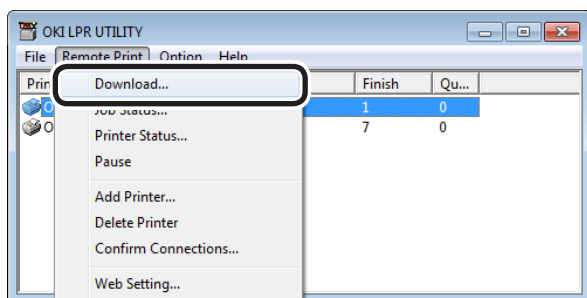 OKI LPR UTILITY
File Remote Print Option Help
Prin Finish Qu...
Download...
O 1 0
Job Status...
O 7 0
Printer Status...
Pause
Add Printer...
Delete Printer
Confirm Connections...
Web Setting...